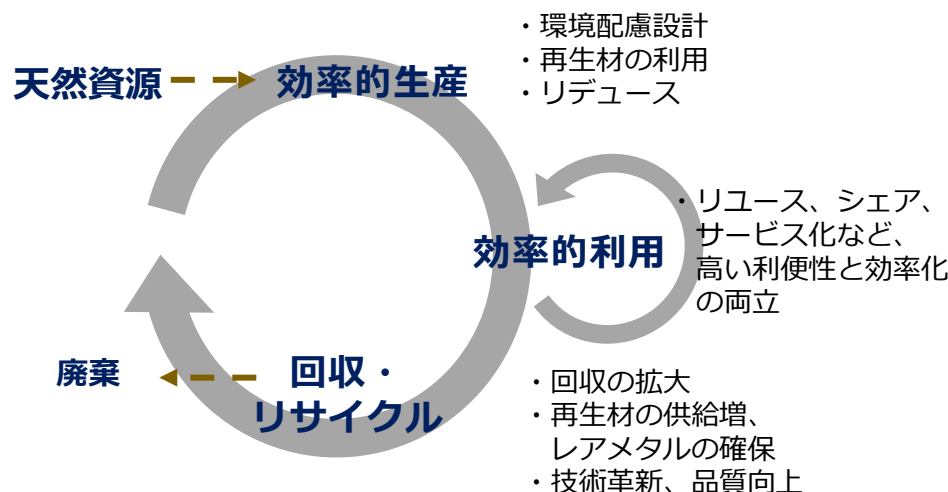 ・環境配慮設計
・再生材の利用
・リデュース
天然資源
効率的生産
・リユース、シェア、
サービス化など、
高い利便性と効率化
の両立
効率的利用
廃棄
回収・
リサイクル
・回収の拡大
・再生材の供給増、
レアメタルの確保
・技術革新、品質向上